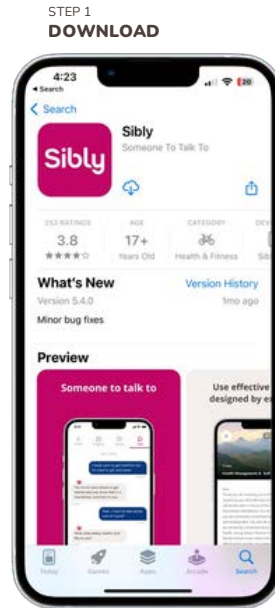 STEP 1
DOWNLOAD
4:23
20
Search
Search
Sibly
Sibly
Someone To Talk To
253 RATINGS
AGE
CATEGORY
3.8
17+
Years Old
Health & Fitness
What's New
Version History
Version 5.4.0
1mo ago
Minor bug fixes
Preview
Someone to talk to
Use effective
designed by
Today
Games
Apps
Arcade
Search